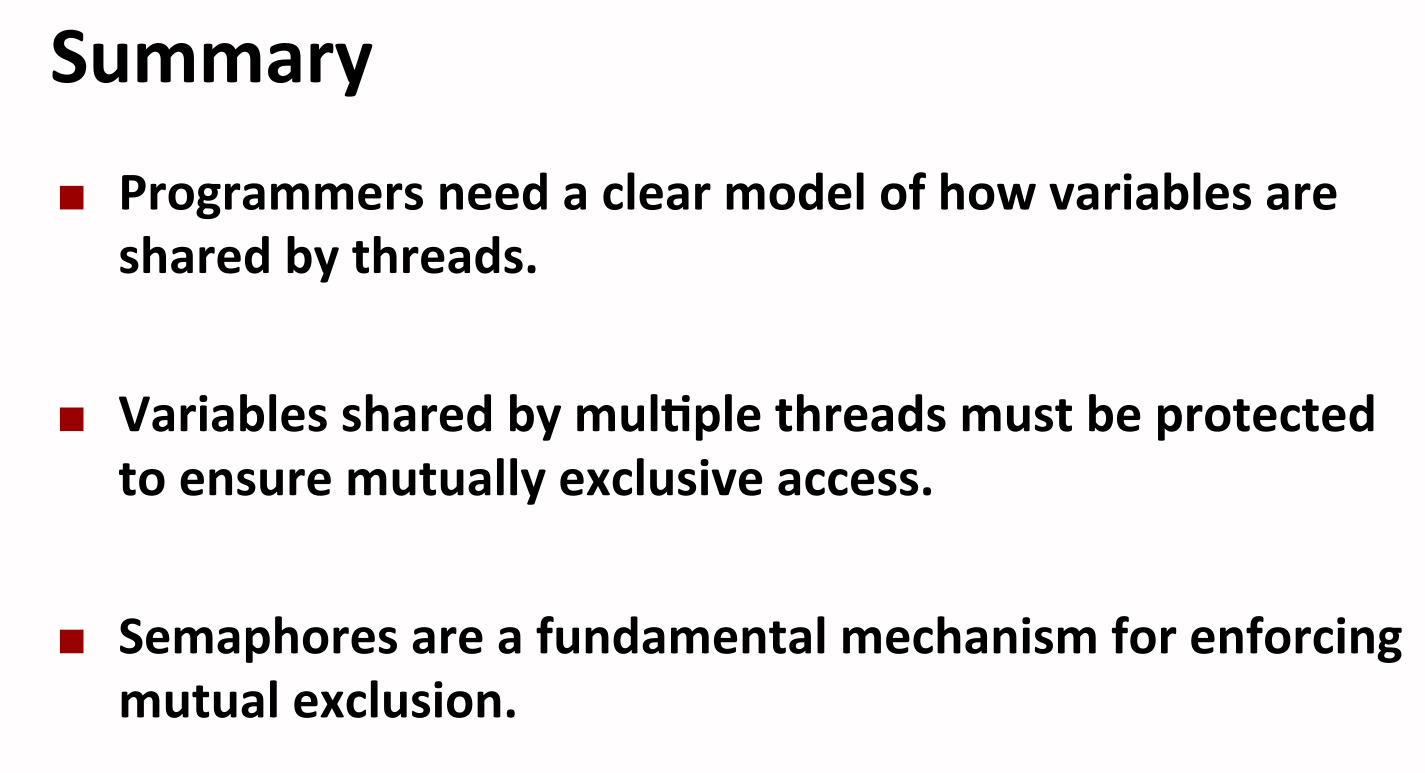 Summary
Programmers need a clear model of how variables are
shared by threads.
Variables shared by multiple threads must be protected
to ensure mutually exclusive access.
Semaphores are a fundamental mechanism for enforcing
mutual exclusion.